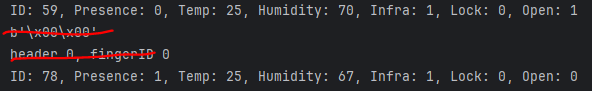 ID: 59, Presence: 0, Temp: 25, Humidity: 70, Infra: 1, Lock: 0, Open: 1
b'\x00\x00'
header 0, fingerID 0
ID: 78, Presence: 1, Temp: 25, Humidity: 67, Infra: 1, Lock: 0, Open: 0